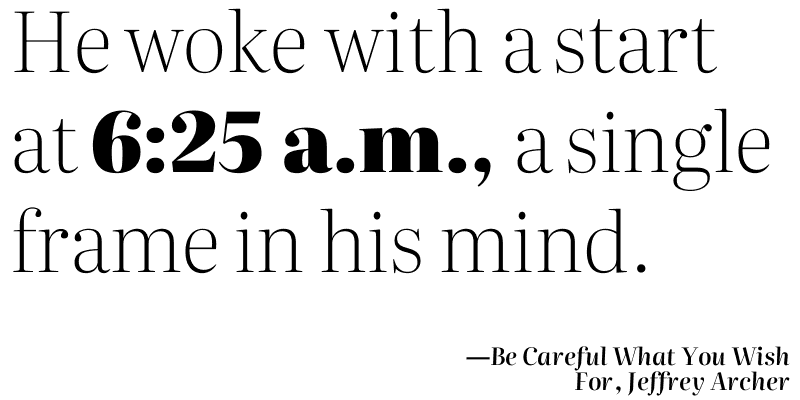 He woke with a start
at 6:25 a.m., a single
frame in his mind.
—Be Careful What You Wish
For, Jeffrey Archer